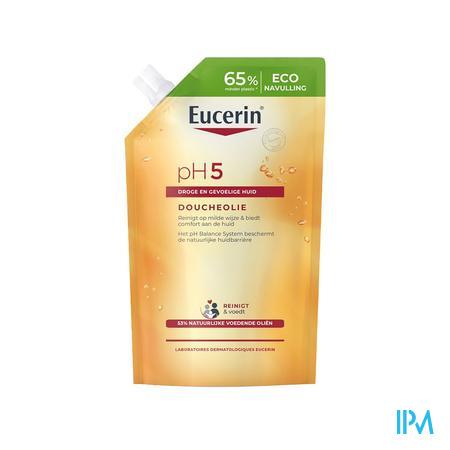 65% ECO
minder plastic* NAVULLING
Eucerin®
pH5
DROGE EN GEVOELIGE HUID
DOUCHEOLIE
Reinigt op milde wijze & biedt
comfort aan de huid
Het pH Balance System beschermt
de natuurlijke huidbarrière
REINIGT
& voedt
53% NATUURLIJKE VOEDENDE OLIËN
LABORATOIRES DERMATOLOGIQUES EUCERIN
IPM